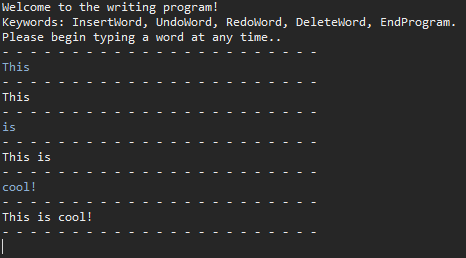 Welcome to the writing program!
Keywords: InsertWord, UndoWord, RedoWord, DeleteWord, EndProgram.
Please begin typing a word at any time..
- - - - - - - - - - - - - - - - - - - - - - -
This
- - - - - - - - - - - - - - - - - - - - - - -
This
- - - - - - - - - - - - - - - - - - - - - - -
is
- - - - - - - - - - - - - - - - - - - - - - -
This is
- - - - - - - - - - - - - - - - - - - - - - -
cool!
- - - - - - - - - - - - - - - - - - - - - - -
This is cool!
- - - - - - - - - - - - - - - - - - - - - - -